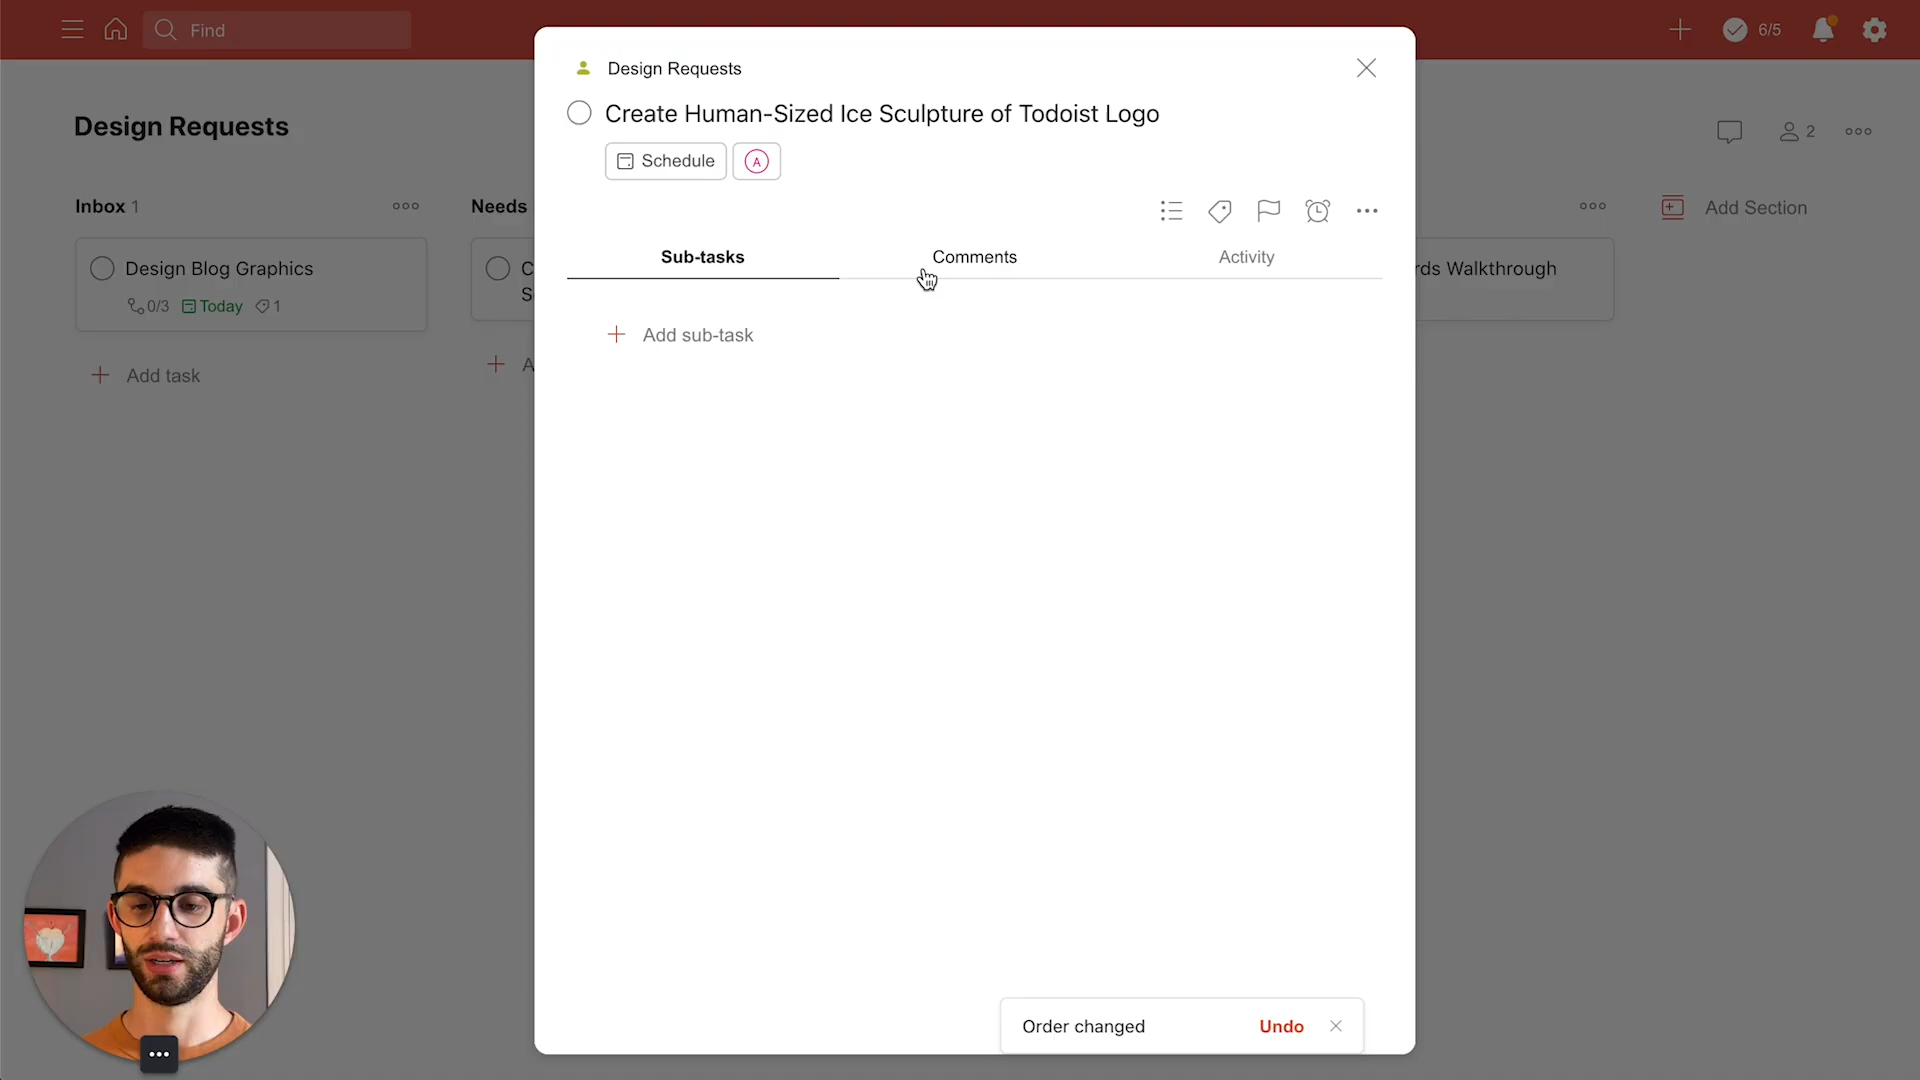 Find
6/5
Design Requests
2
Inbox 1
Needs
Add Section
Design Blog Graphics
0/3 Today 1
Add task
C
S
A
rds Walkthrough
Design Requests
Create Human-Sized Ice Sculpture of Todoist Logo
Schedule A
Sub-tasks Comments Activity
Add sub-task
Order changed Undo